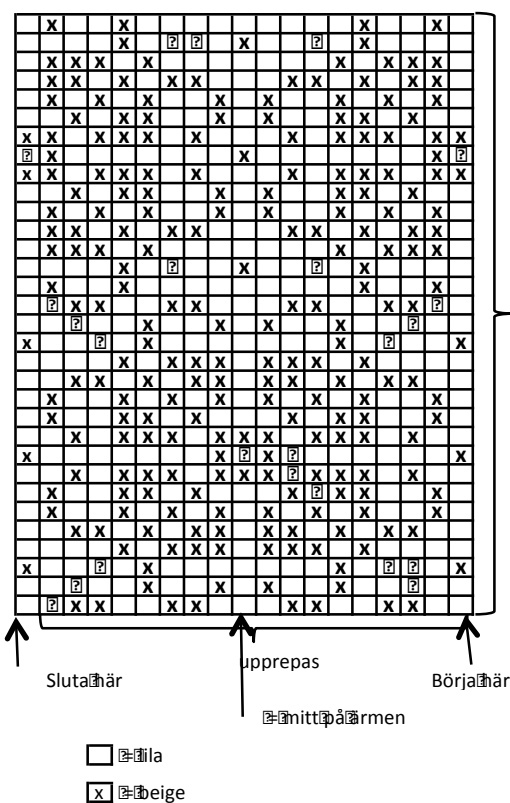 upprepas
Sluta här
Börja här
= mitt på ärmen
= lila
x = beige